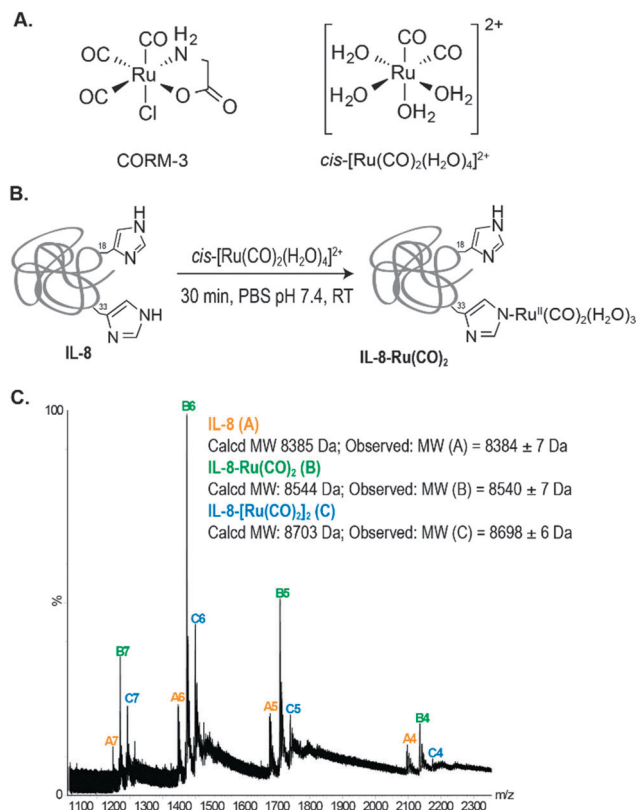 A.
CO
OC
H2
N
Ru
OC
O
Cl
O
CORM-3
2+
H2O
CO
CO
Ru
H2O
OH2
OH2
cis-[Ru(CO)2(H2O)4]2+
B.
NH
N
18
33
N
NH
IL-8
cis-[Ru(CO)2(H2O)4]2+
30 min, PBS pH 7.4, RT
NH
N
18
33
N
N-RuII(CO)2(H2O)3
IL-8-Ru(CO)2
C.
100
%
0
IL-8 (A)
Calcd MW 8385 Da; Observed: MW (A) = 8384 ± 7 Da
IL-8-Ru(CO)2 (B)
Calcd MW: 8544 Da; Observed: MW (B) = 8540 ± 7 Da
IL-8-[Ru(CO)2]2 (C)
Calcd MW: 8703 Da; Observed: MW (C) = 8698 ± 6 Da
A7
B7
C7
A6
B6
C6
A5
B5
C5
A4
B4
C4
1100 1200 1300 1400 1500 1600 1700 1800 1900 2000 2100 2200 2300 m/z